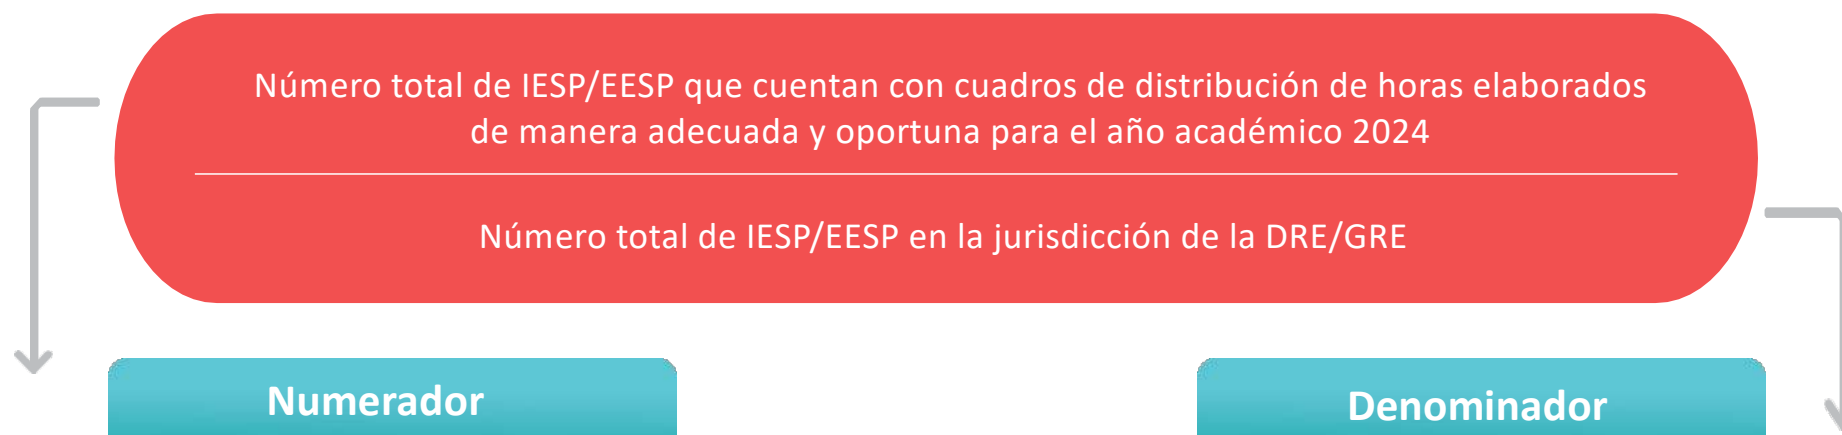 Número total de IESP/EESP que cuentan con cuadros de distribución de horas elaborados
de manera adecuada y oportuna para el año académico 2024
Número total de IESP/EESP en la jurisdicción de la DRE/GRE
Numerador
Denominador